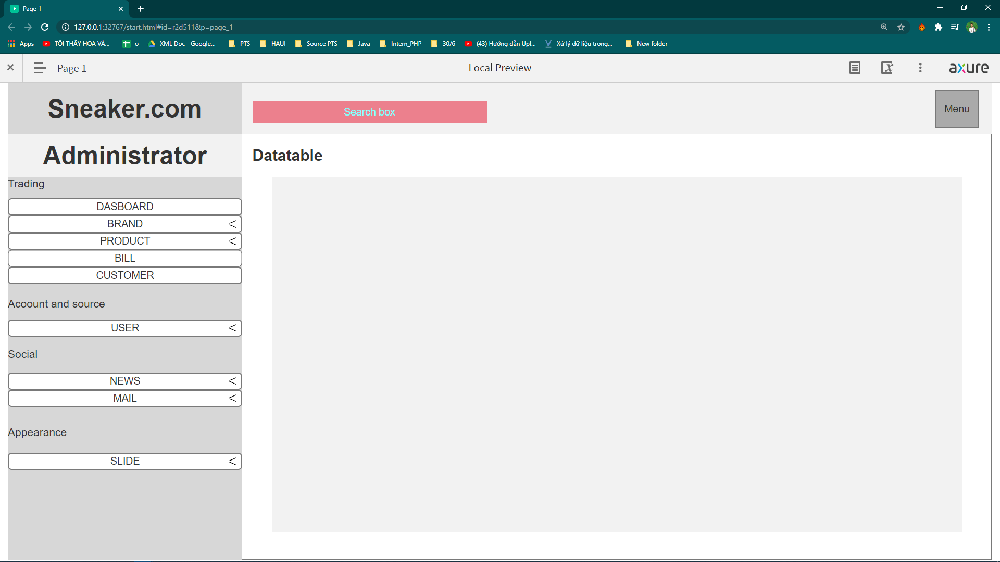 Page 1
127.0.0.1:32767/start.html#id=r2d511&p=page_1
Apps TÔI THẤY HOA VÀ... o XML Doc - Google... PTS HAUI Source PTS Java Intern_PHP 30/6 (43) Hướng dẫn Upl... Xử lý dữ liệu trong... New folder
Page 1 Local Preview axure
Sneaker.com Search box Menu
Administrator
Datatable
Trading
DASBOARD
BRAND <
PRODUCT <
BILL
CUSTOMER
Acoount and source
USER <
Social
NEWS <
MAIL <
Appearance
SLIDE <